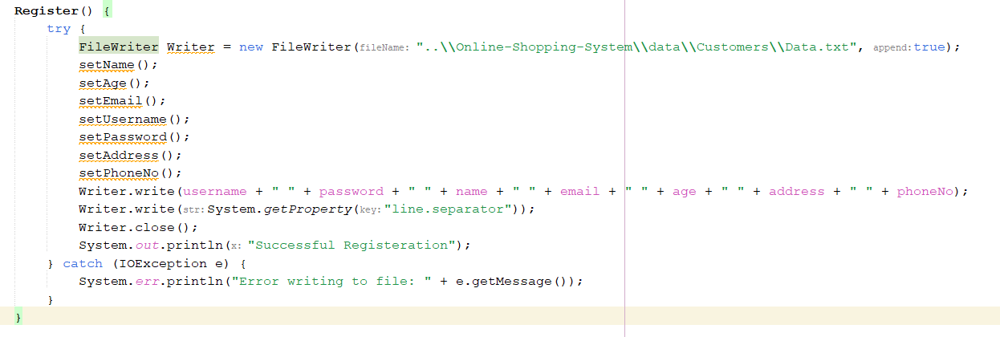 Register() {
try {
FileWriter Writer = new FileWriter(fileName: "..\\Online-Shopping-System\\data\\Customers\\Data.txt", append:true);
setName();
setAge();
setEmail();
setUsername();
setPassword();
setAddress();
setPhoneNo();
Writer.write(username + " " + password + " " + name + " " + email + " " + age + " " + address + " " + phoneNo);
Writer.write(str:System.getProperty(key:"line.separator"));
Writer.close();
System.out.println(x: "Successful Registeration");
} catch (IOException e) {
System.err.println("Error writing to file: " + e.getMessage());
}
}